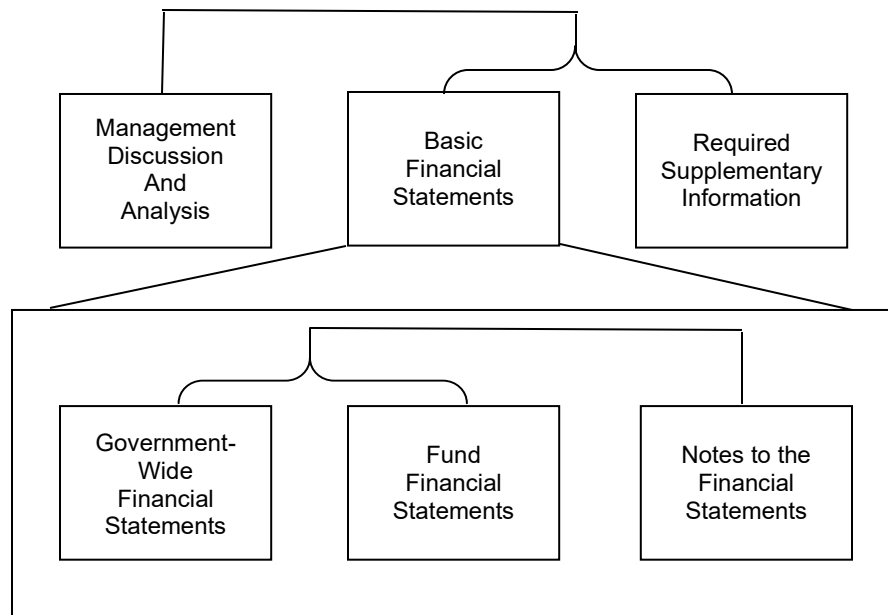 Management
Discussion
And
Analysis
Basic
Financial
Statements
Required
Supplementary
Information
Government-
Wide
Financial
Statements
Fund
Financial
Statements
Notes to the
Financial
Statements